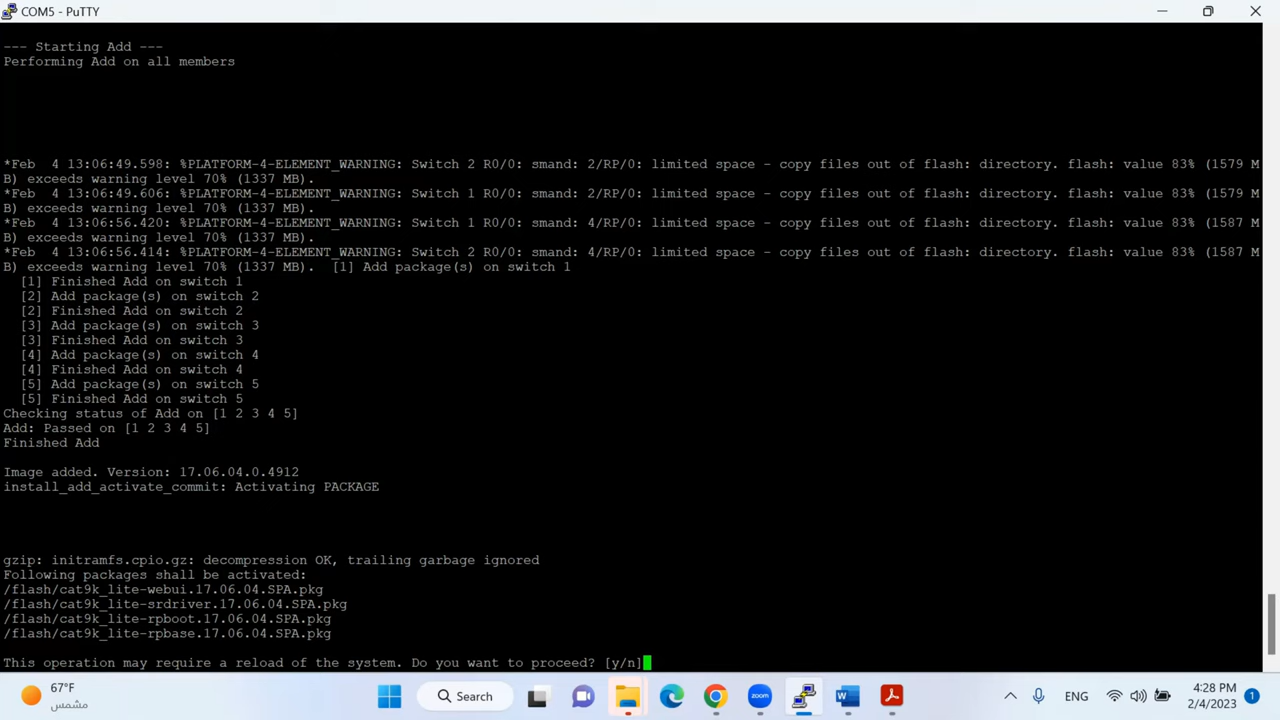 COM5 - PuTTY
--- Starting Add ---
Performing Add on all members
*Feb  4 13:06:49.598: %PLATFORM-4-ELEMENT_WARNING: Switch 2 R0/0: smand: 2/RP/0: limited space - copy files out of flash: directory. flash: value 83% (1579 M
B) exceeds warning level 70% (1337 MB).
*Feb  4 13:06:49.606: %PLATFORM-4-ELEMENT_WARNING: Switch 1 R0/0: smand: 2/RP/0: limited space - copy files out of flash: directory. flash: value 83% (1579 M
B) exceeds warning level 70% (1337 MB).
*Feb  4 13:06:56.420: %PLATFORM-4-ELEMENT_WARNING: Switch 1 R0/0: smand: 4/RP/0: limited space - copy files out of flash: directory. flash: value 83% (1587 M
B) exceeds warning level 70% (1337 MB).
*Feb  4 13:06:56.414: %PLATFORM-4-ELEMENT_WARNING: Switch 2 R0/0: smand: 4/RP/0: limited space - copy files out of flash: directory. flash: value 83% (1587 M
B) exceeds warning level 70% (1337 MB).  [1] Add package(s) on switch 1
[1] Finished Add on switch 1
[2] Add package(s) on switch 2
[2] Finished Add on switch 2
[3] Add package(s) on switch 3
[3] Finished Add on switch 3
[4] Add package(s) on switch 4
[4] Finished Add on switch 4
[5] Add package(s) on switch 5
[5] Finished Add on switch 5
Checking status of Add on [1 2 3 4 5]
Add: Passed on [1 2 3 4 5]
Finished Add
Image added. Version: 17.06.04.0.4912
install_add_activate_commit: Activating PACKAGE
gzip: initramfs.cpio.gz: decompression OK, trailing garbage ignored
Following packages shall be activated:
/flash/cat9k_lite-webui.17.06.04.SPA.pkg
/flash/cat9k_lite-srdriver.17.06.04.SPA.pkg
/flash/cat9k_lite-rpboot.17.06.04.SPA.pkg
/flash/cat9k_lite-rpbase.17.06.04.SPA.pkg
This operation may require a reload of the system. Do you want to proceed? [y/n]
67°F
مشمس
Search
zoom
ENG
4:28 PM
2/4/2023
1